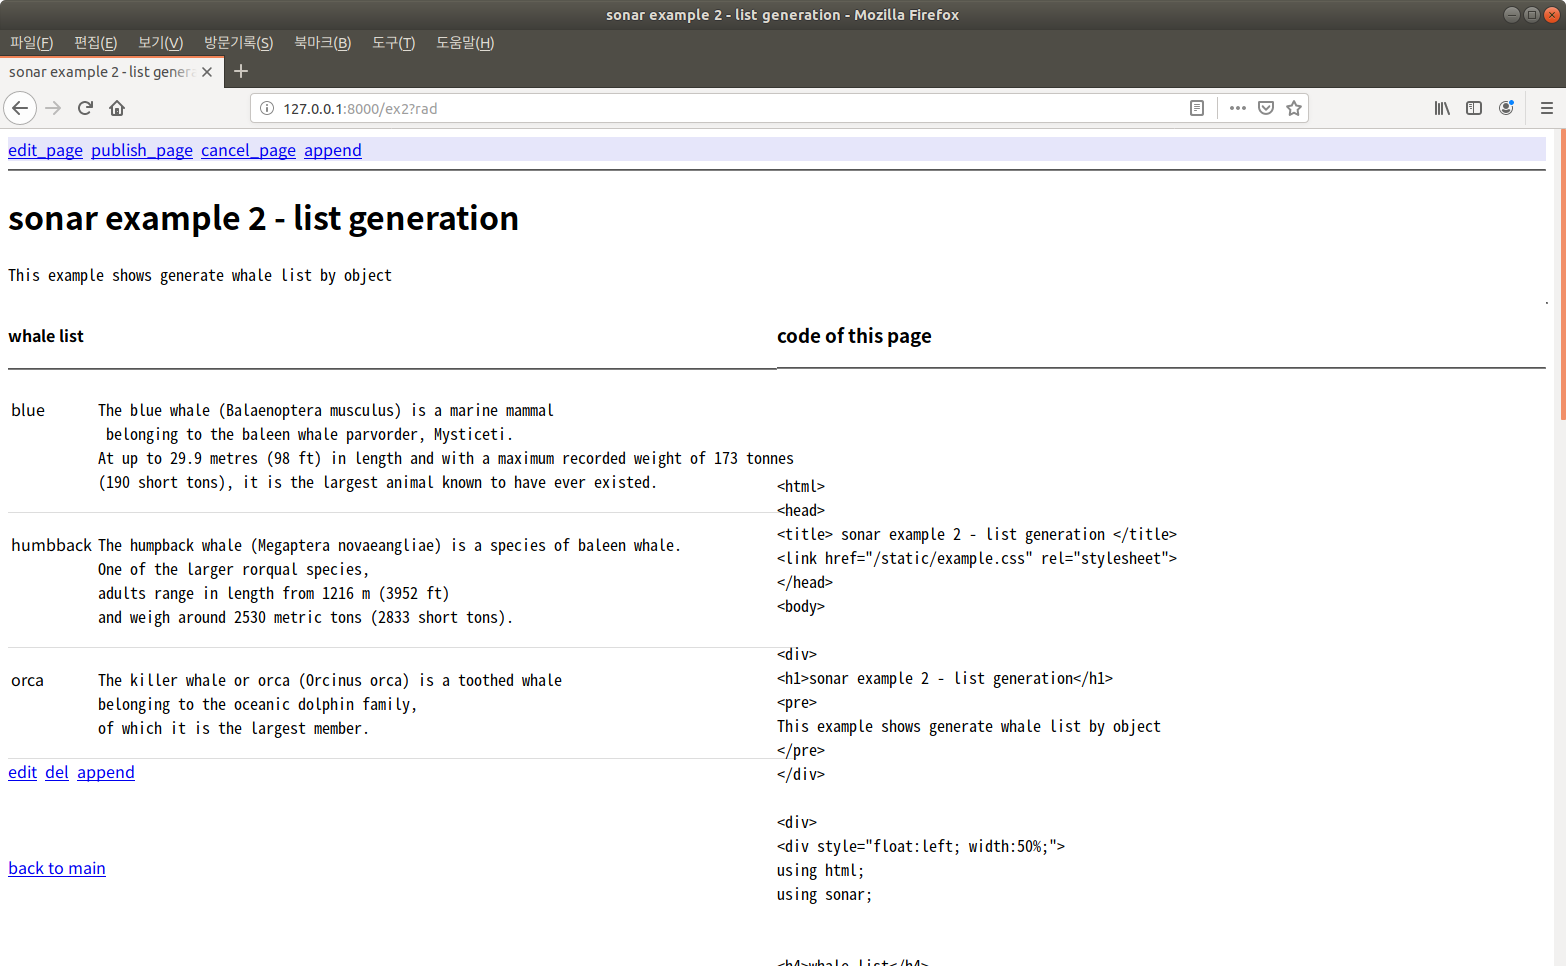 sonar example 2 - list generation - Mozilla Firefox
파일(F) 편집(E) 보기(V) 방문기록(S) 북마크(B) 도구(T) 도움말(H)
sonar example 2 - list genera
127.0.0.1:8000/ex2?rad
edit_page publish_page cancel_page append
sonar example 2 - list generation
This example shows generate whale list by object
.
whale list
blue The blue whale (Balaenoptera musculus) is a marine mammal
belonging to the baleen whale parvorder, Mysticeti.
At up to 29.9 metres (98 ft) in length and with a maximum recorded weight of 173 tonnes
(190 short tons), it is the largest animal known to have ever existed.
humbback The humpback whale (Megaptera novaeangliae) is a species of baleen whale.
One of the larger rorqual species,
adults range in length from 1216 m (3952 ft)
and weigh around 2530 metric tons (2833 short tons).
orca The killer whale or orca (Orcinus orca) is a toothed whale
belonging to the oceanic dolphin family,
of which it is the largest member.
edit del append
back to main
code of this page
<html>
<head>
<title> sonar example 2 - list generation </title>
<link href="/static/example.css" rel="stylesheet">
</head>
<body>
<div>
<h1>sonar example 2 - list generation</h1>
<pre>
This example shows generate whale list by object
</pre>
</div>
<div>
<div style="float:left; width:50%;">
using html;
using sonar;
<h4>whale list</h4>